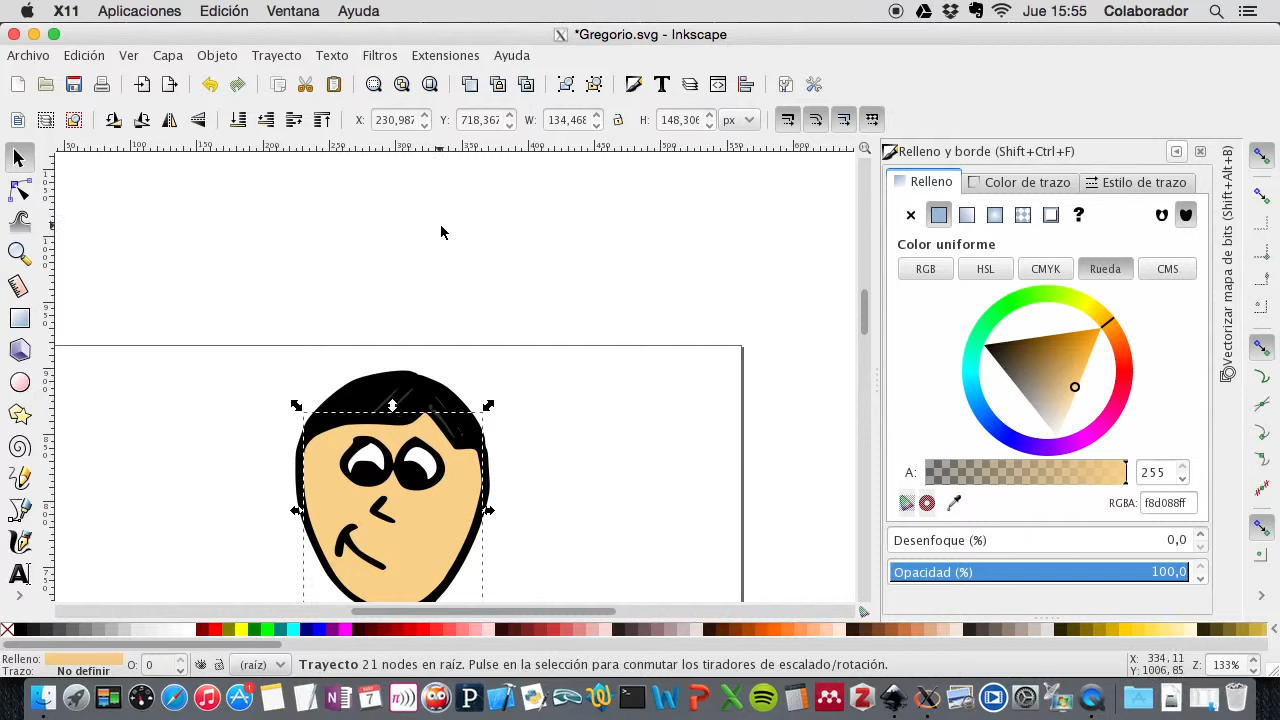 X11 Aplicaciones Edición Ventana Ayuda Jue 15:55 Colaborador
*Gregorio.svg - Inkscape
Archivo Edición Ver Capa Objeto Trayecto Texto Filtros Extensiones Ayuda
X: 230,987 Y: 718,367 W: 134,468 H: 148,306 px
Relleno y borde (Shift+Ctrl+F)
Relleno Color de trazo Estilo de trazo
?
Color uniforme
RGB HSL CMYK Rueda CMS
A: 255
RGBA: f8d088ff
Desenfoque (%) 0,0
Opacidad (%) 100,0
Vectorizar mapa de bits (Shift+Alt+B)
Relleno:
Trazo: No definir
O: 0
(raíz)
Trayecto 21 nodes en raíz. Pulse en la selección para conmutar los tiradores de escalado/rotación.
X: 334,11
Y: 1006,85
Z: 133%